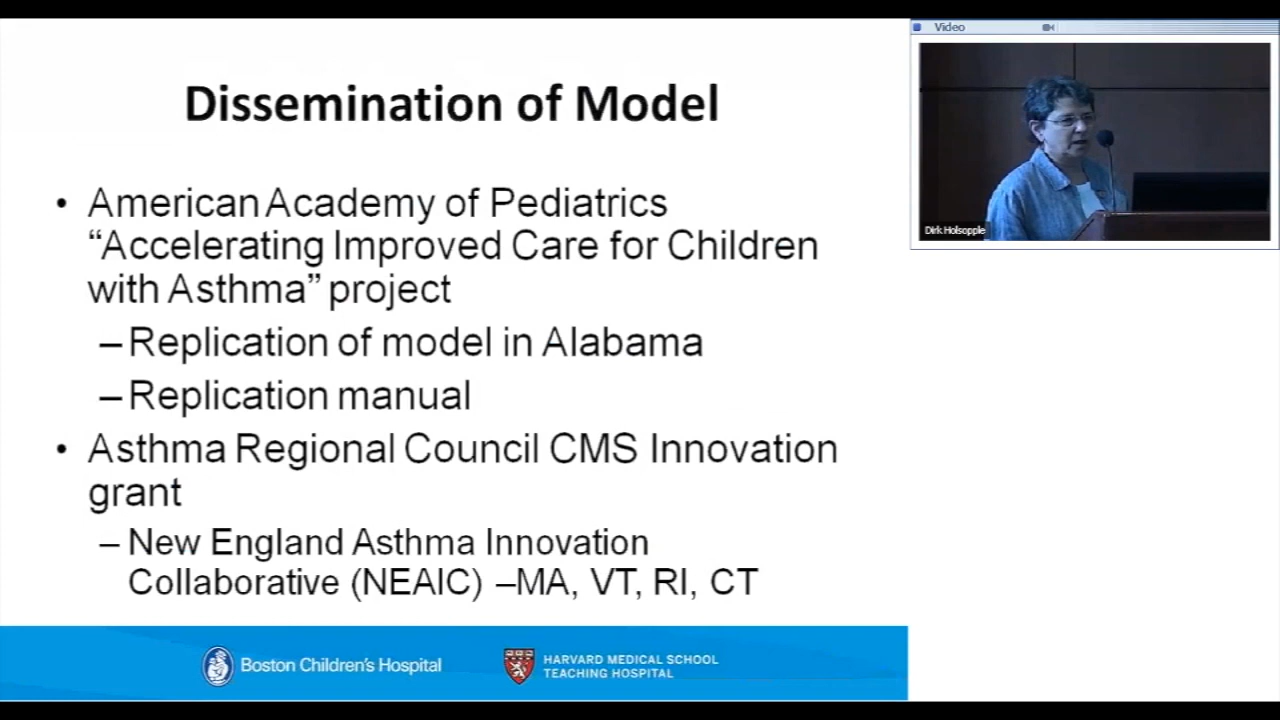 Dissemination of Model
• American Academy of Pediatrics
“Accelerating Improved Care for Children
with Asthma” project
– Replication of model in Alabama
– Replication manual
• Asthma Regional Council CMS Innovation
grant
– New England Asthma Innovation
Collaborative (NEAIC) –MA, VT, RI, CT
Boston Children's Hospital
HARVARD MEDICAL SCHOOL
TEACHING HOSPITAL
Video
Dirk Holsopple